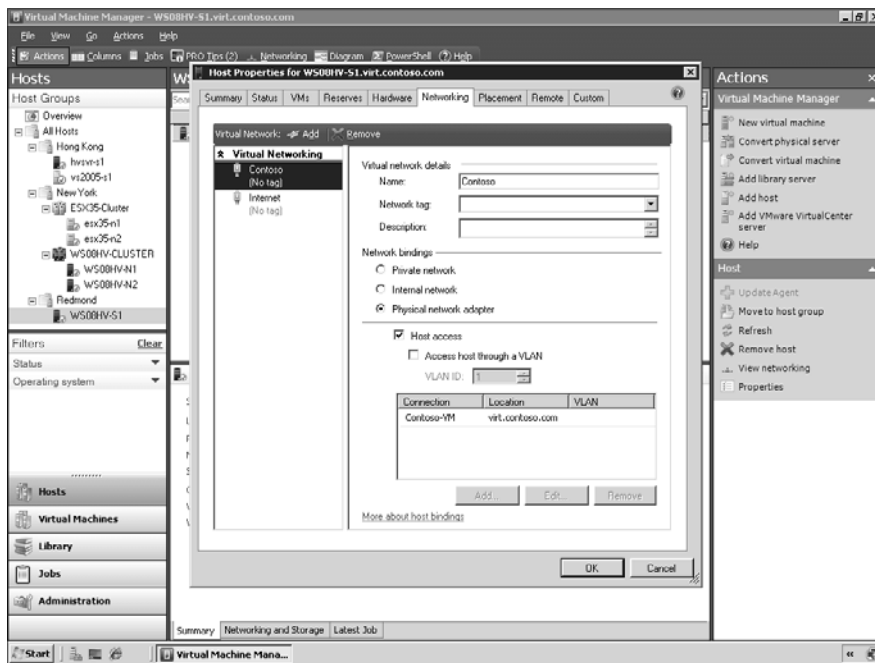 Virtual Machine Manager - WS08HV-S1.virt.contoso.com
File View Go Actions Help
Actions Columns Jobs PRO Tips (2) Networking Diagram PowerShell Help
Hosts
Host Groups
Overview
All Hosts
Hong Kong
hvsvr-s1
vs2005-s1
New York
ESX35-Cluster
esx35-n1
esx35-n2
WS08HV-CLUSTER
WS08HV-N1
WS08HV-N2
Redmond
WS08HV-S1
Filters Clear
Status
Operating system
Hosts
Virtual Machines
Library
Jobs
Administration
Host Properties for WS08HV-S1.virt.contoso.com
Summary Status VMs Reserves Hardware Networking Placement Remote Custom
Virtual Network: Add Remove
Virtual Networking
Contoso
(No tag)
Internet
(No tag)
Virtual network details
Name: Contoso
Network tag:
Description:
Network bindings
Private network
Internal network
Physical network adapter
Host access
Access host through a VLAN
VLAN ID: 1
Connection Location VLAN
Contoso-VM virt.contoso.com
Add... Edit... Remove
More about host bindings
OK Cancel
Summary Networking and Storage Latest Job
Actions
Virtual Machine Manager
New virtual machine
Convert physical server
Convert virtual machine
Add library server
Add host
Add VMware VirtualCenter
server
Help
Host
Update Agent
Move to host group
Refresh
Remove host
View networking
Properties
Start Virtual Machine Mana...